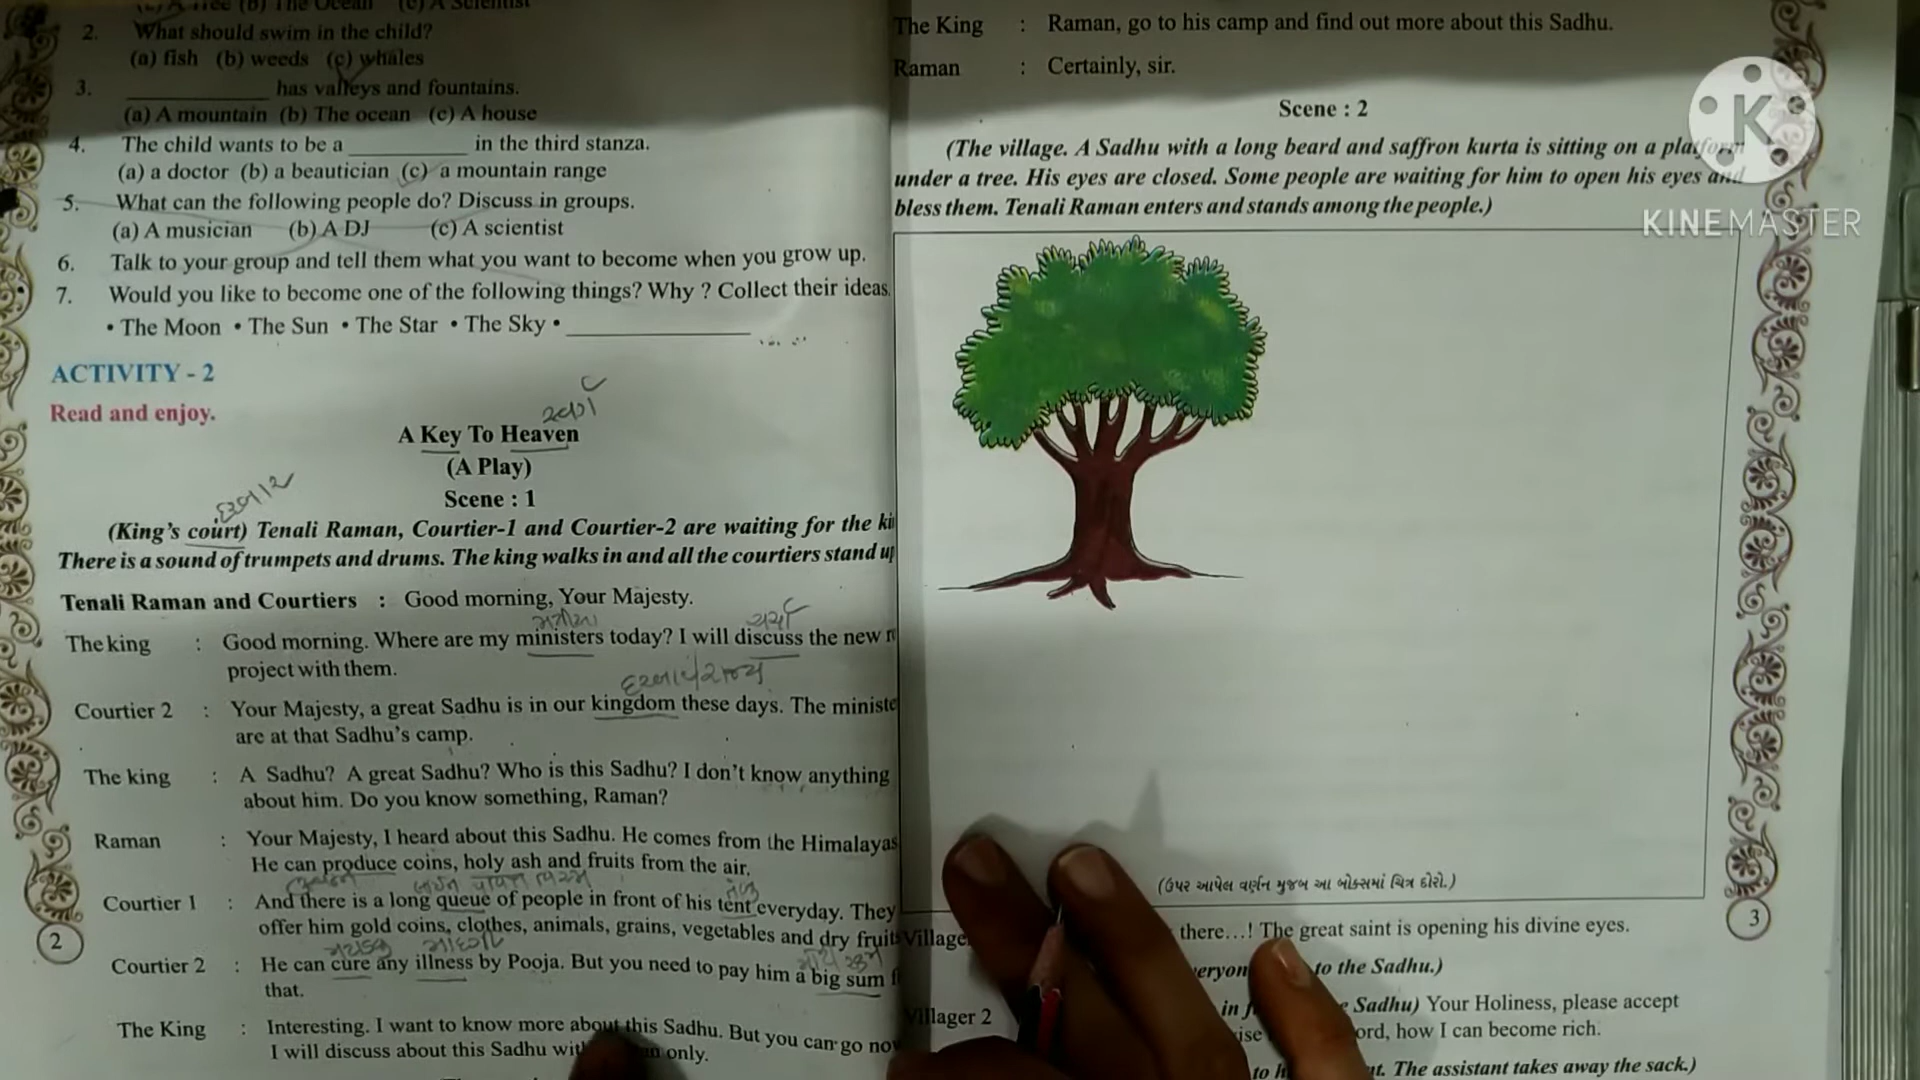 (c) A Tree (b) The Ocean (c) A Scientist
2. What should swim in the child?
(a) fish (b) weeds (c) whales
3. __________ has valleys and fountains.
(a) A mountain (b) The ocean (c) A house
4. The child wants to be a __________ in the third stanza.
(a) a doctor (b) a beautician (c) a mountain range
5. What can the following people do? Discuss in groups.
(a) A musician (b) A DJ (c) A scientist
6. Talk to your group and tell them what you want to become when you grow up.
7. Would you like to become one of the following things? Why ? Collect their ideas.
• The Moon • The Sun • The Star • The Sky • __________
ACTIVITY - 2
Read and enjoy.
A Key To Heaven
(A Play)
Scene : 1
(King's court) Tenali Raman, Courtier-1 and Courtier-2 are waiting for the
There is a sound of trumpets and drums. The king walks in and all the courtiers stand up
Tenali Raman and Courtiers : Good morning, Your Majesty.
The king : Good morning. Where are my ministers today? I will discuss the new
project with them.
Courtier 2 : Your Majesty, a great Sadhu is in our kingdom these days. The
are at that Sadhu's camp.
The king : A Sadhu? A great Sadhu? Who is this Sadhu? I don't know anything
about him. Do you know something, Raman?
Raman : Your Majesty, I heard about this Sadhu. He comes from the Himalayas
He can produce coins, holy ash and fruits from the air.
Courtier 1 : And there is a long queue of people in front of his tent everyday. They
offer him gold coins, clothes, animals, grains, vegetables and dry
Courtier 2 : He can cure any illness by Pooja. But you need to pay him a big sum
that.
The King : Interesting. I want to know more about this Sadhu. But you can go
I will discuss about this Sadhu only.
2
The King : Raman, go to his camp and find out more about this Sadhu.
Raman : Certainly, sir.
Scene : 2
(The village. A Sadhu with a long beard and saffron kurta is sitting on a platform
under a tree. His eyes are closed. Some people are waiting for him to open his eyes and
bless them. Tenali Raman enters and stands among the people.)
K
KINEMASTER
(ઉપર આપેલ વર્ણન મુજબ આ બોક્સમાં ચિત્ર દોરો.)
3
there...! The great saint is opening his divine eyes.
to the Sadhu.)
in Sadhu) Your Holiness, please accept
Villager 2 how I can become rich.
to The assistant takes away the sack.)